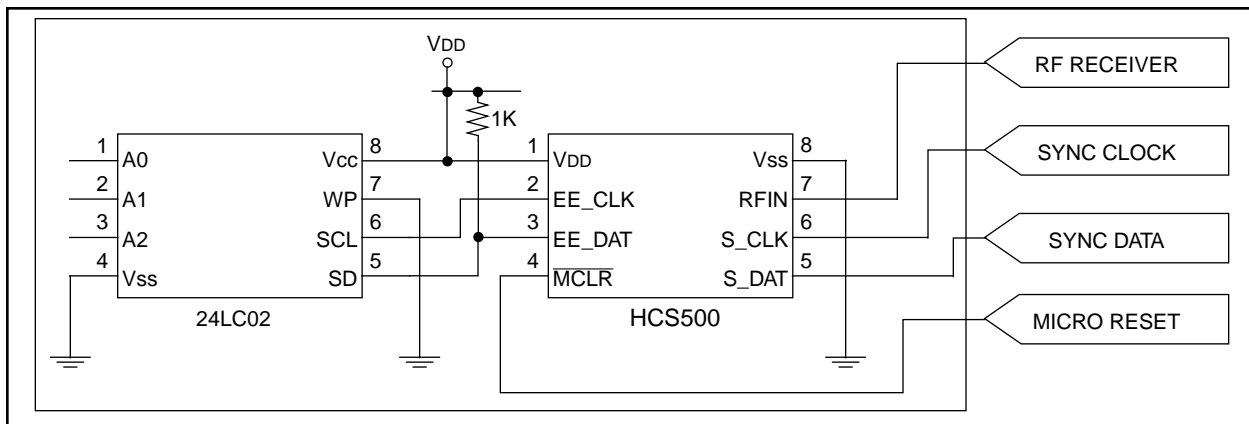 VDD
1K
1 A0
2 A1
3 A2
4 Vss
8 Vcc
7 WP
6 SCL
5 SD
24LC02
1 VDD
2 EE_CLK
3 EE_DAT
4 MCLR
8 Vss
7 RFIN
6 S_CLK
5 S_DAT
HCS500
RF RECEIVER
SYNC CLOCK
SYNC DATA
MICRO RESET